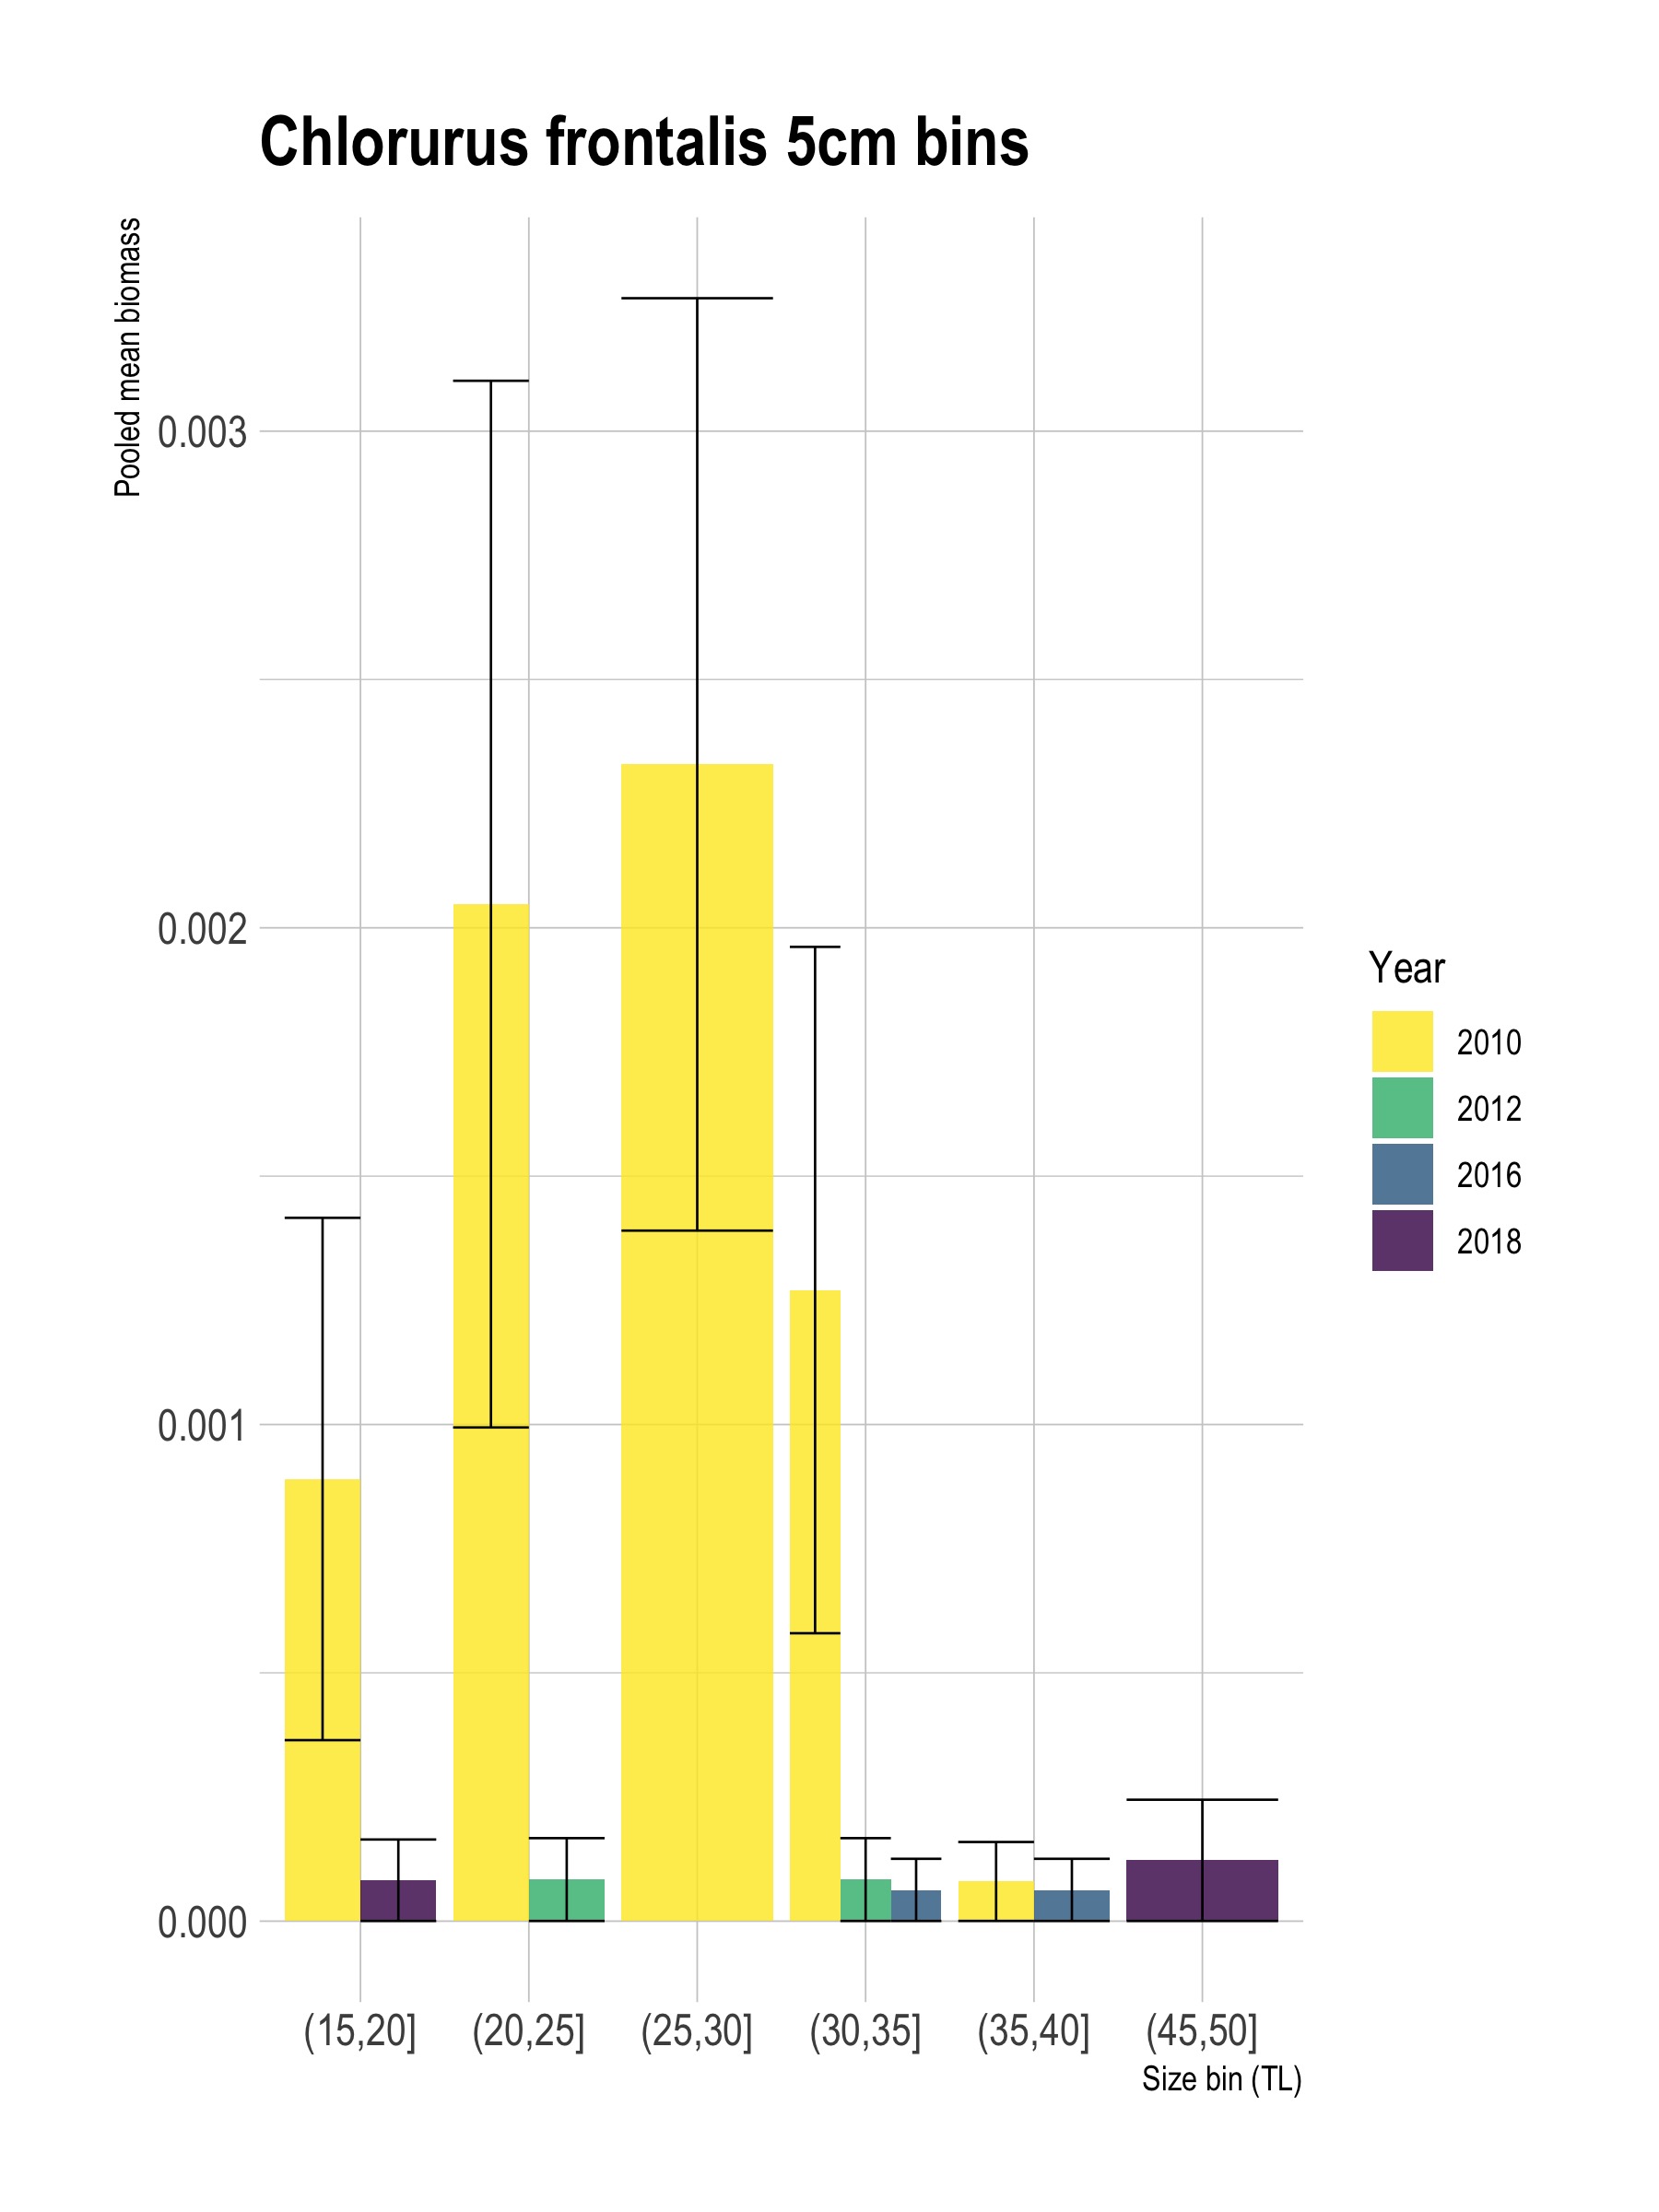 Chlorurus frontalis 5cm bins
Pooled mean biomass
0.003
0.002
0.001
0.000
(15,20] (20,25] (25,30] (30,35] (35,40] (45,50]
Size bin (TL)
Year
2010
2012
2016
2018